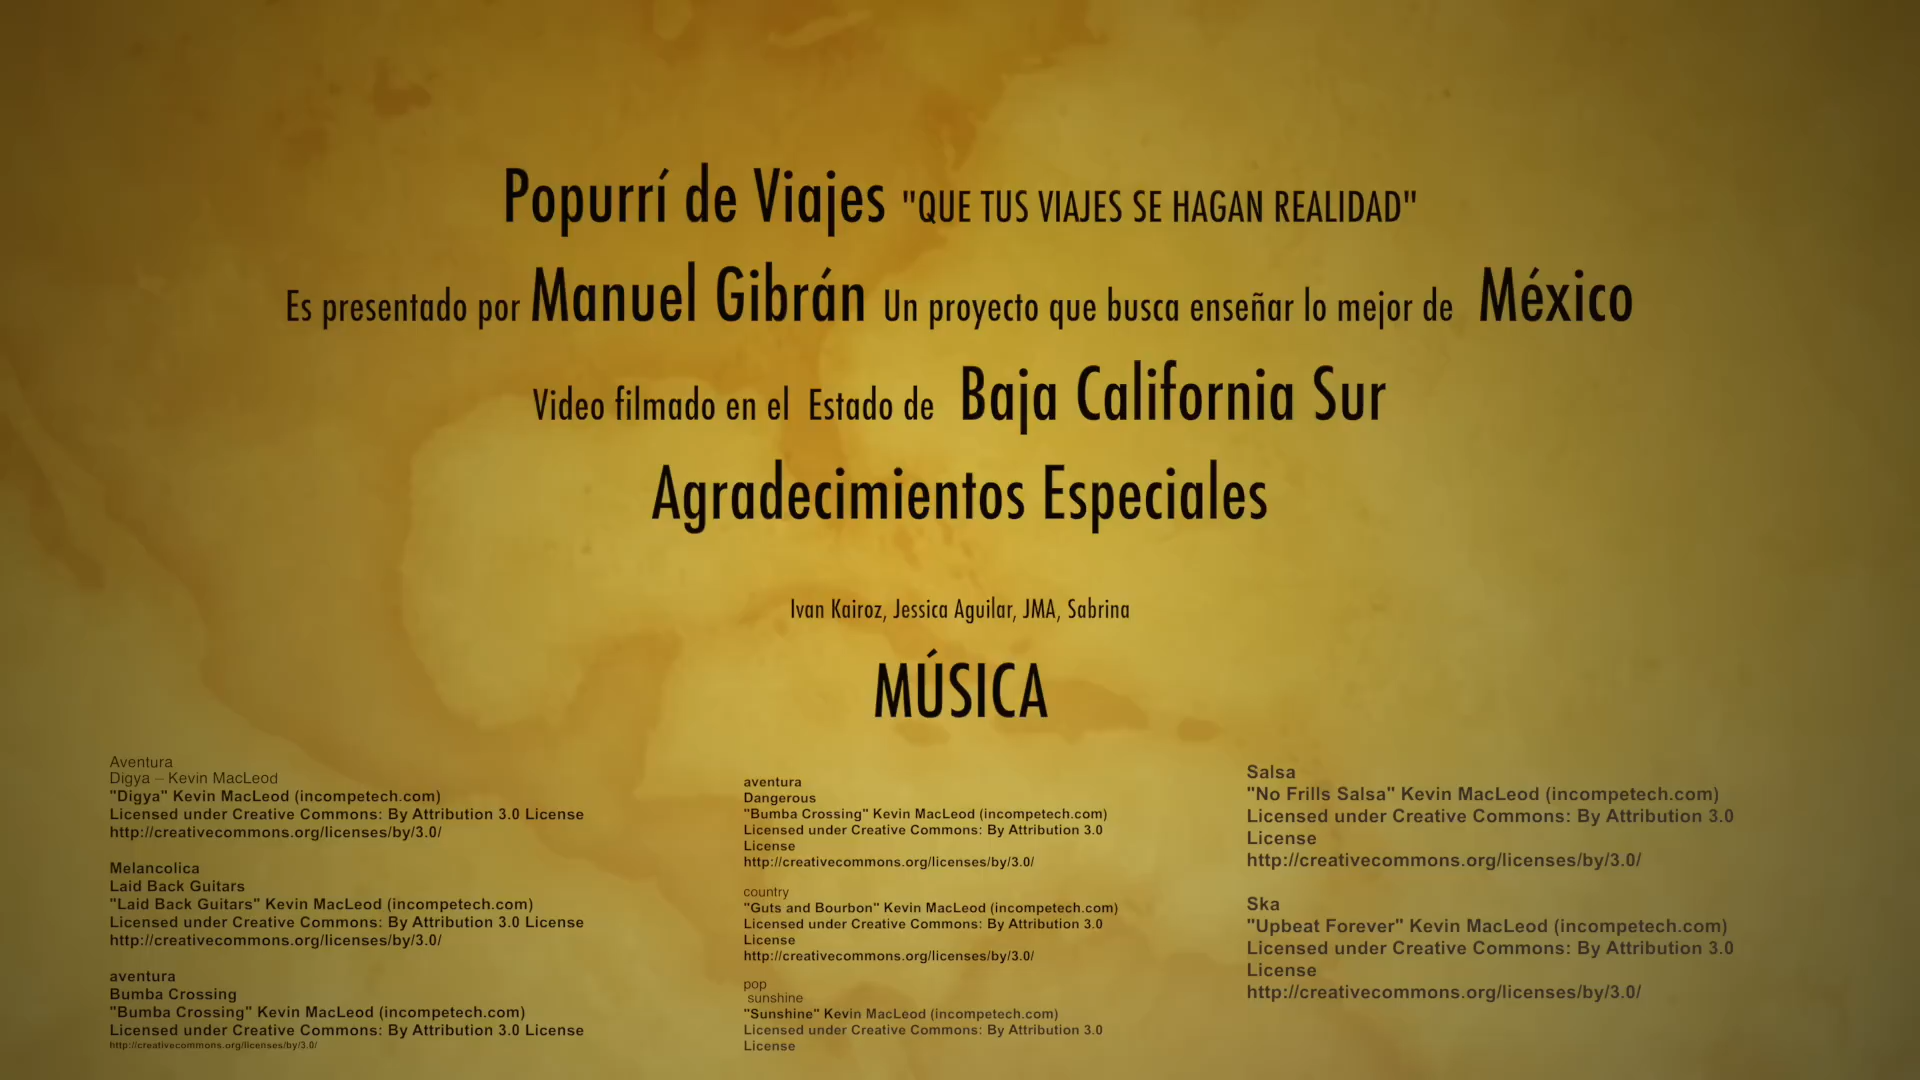 Popurrí de Viajes "QUE TUS VIAJES SE HAGAN REALIDAD"
Es presentado por Manuel Gibrán Un proyecto que busca enseñar lo mejor de México
Video filmado en el Estado de Baja California Sur
Agradecimientos Especiales
Ivan Kairoz, Jessica Aguilar, JMA, Sabrina
MÚSICA
Aventura
Digya – Kevin MacLeod
"Digya" Kevin MacLeod (incompetech.com)
Licensed under Creative Commons: By Attribution 3.0 License
http://creativecommons.org/licenses/by/3.0/
Melancolica
Laid Back Guitars
"Laid Back Guitars" Kevin MacLeod (incompetech.com)
Licensed under Creative Commons: By Attribution 3.0 License
http://creativecommons.org/licenses/by/3.0/
aventura
Bumba Crossing
"Bumba Crossing" Kevin MacLeod (incompetech.com)
Licensed under Creative Commons: By Attribution 3.0 License
http://creativecommons.org/licenses/by/3.0/
aventura
Dangerous
"Bumba Crossing" Kevin MacLeod (incompetech.com)
Licensed under Creative Commons: By Attribution 3.0
License
http://creativecommons.org/licenses/by/3.0/
country
"Guts and Bourbon" Kevin MacLeod (incompetech.com)
Licensed under Creative Commons: By Attribution 3.0
License
http://creativecommons.org/licenses/by/3.0/
pop
sunshine
"Sunshine" Kevin MacLeod (incompetech.com)
Licensed under Creative Commons: By Attribution 3.0
License
Salsa
"No Frills Salsa" Kevin MacLeod (incompetech.com)
Licensed under Creative Commons: By Attribution 3.0
License
http://creativecommons.org/licenses/by/3.0/
Ska
"Upbeat Forever" Kevin MacLeod (incompetech.com)
Licensed under Creative Commons: By Attribution 3.0
License
http://creativecommons.org/licenses/by/3.0/